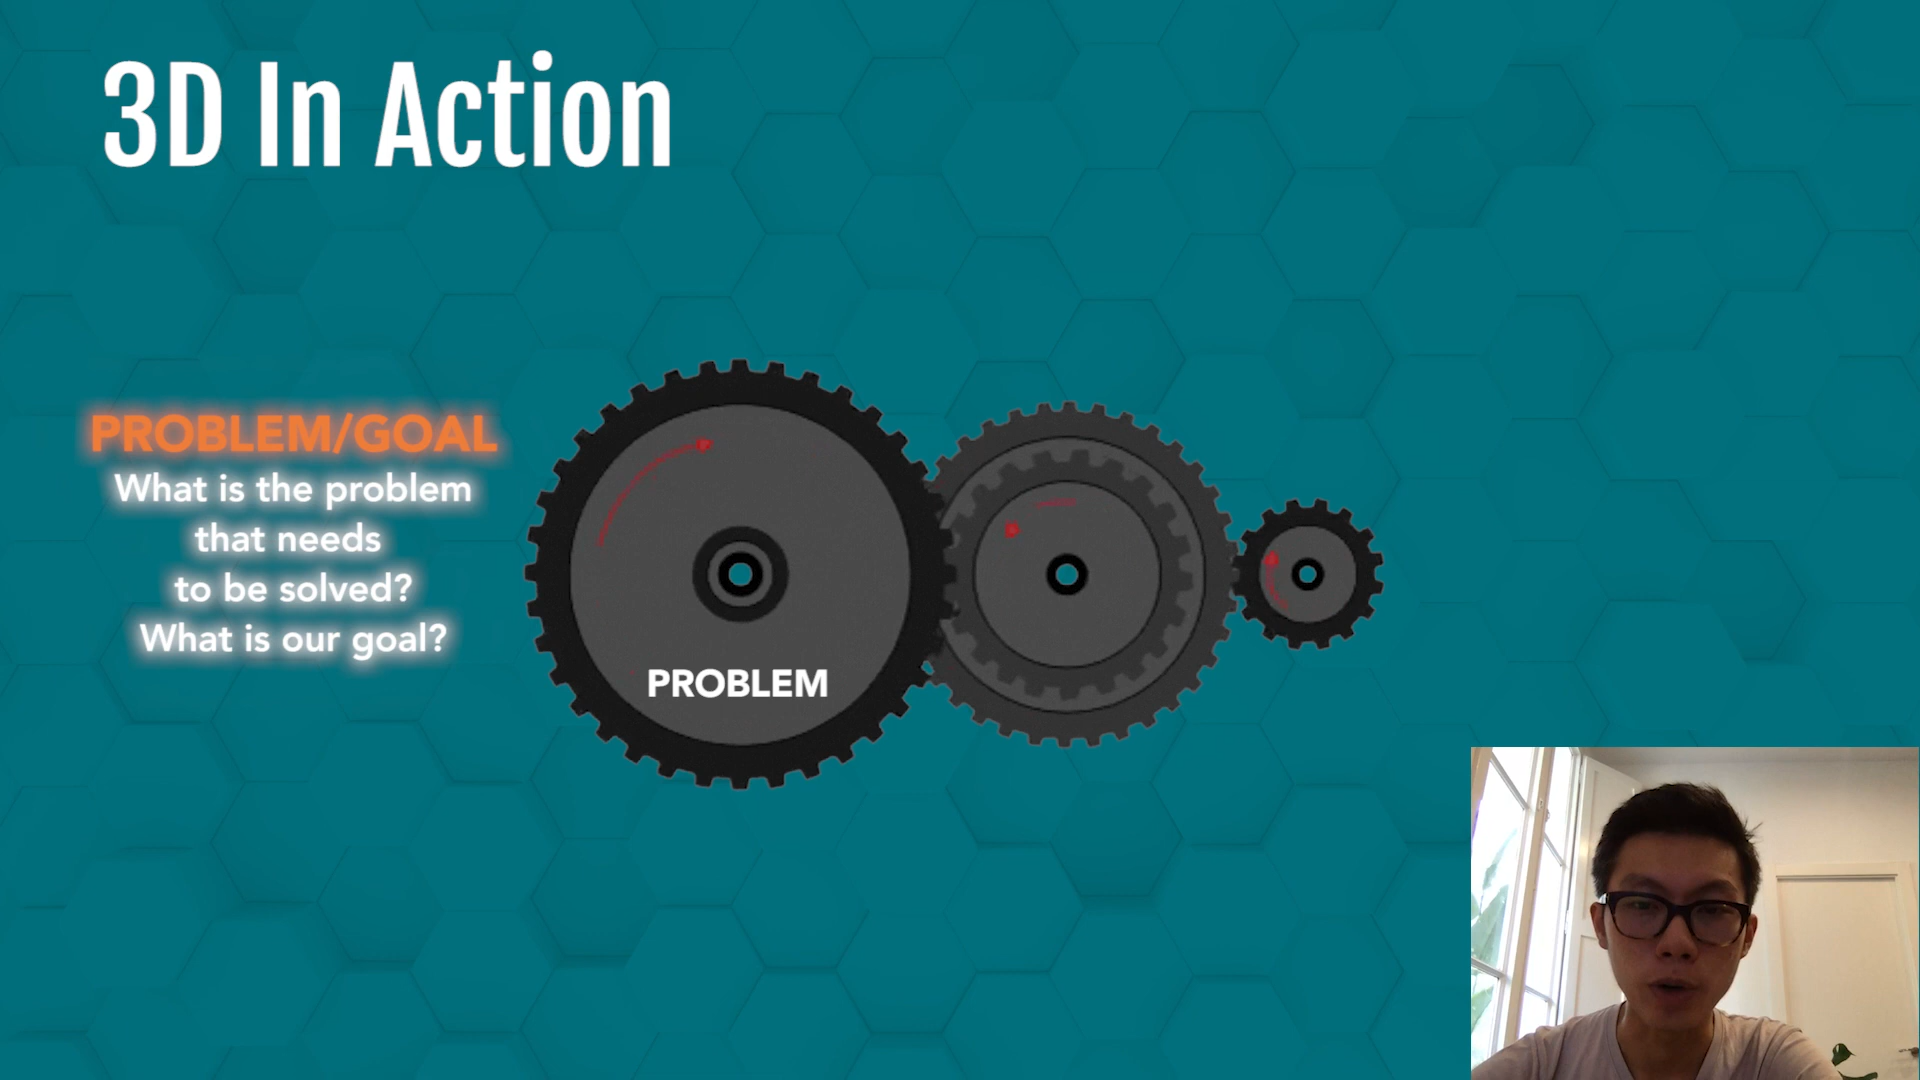 3D In Action
PROBLEM/GOAL
What is the problem
that needs
to be solved?
What is our goal?
PROBLEM